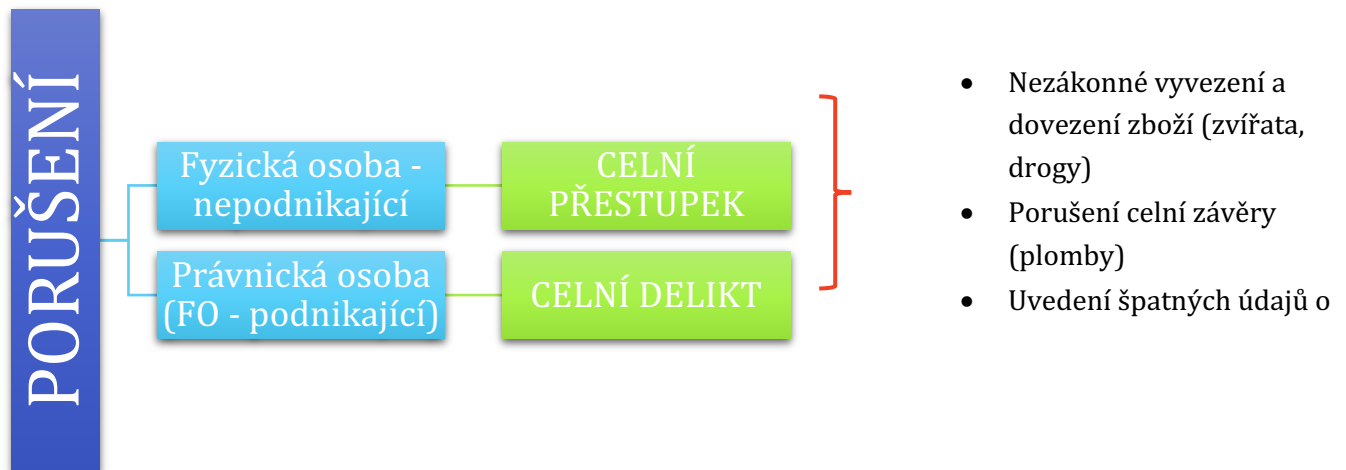 PORUŠENÍ
Fyzická osoba -
nepodnikající
CELNÍ
PŘESTUPEK
Právnická osoba
(FO - podnikající)
CELNÍ DELIKT
• Nezákonné vyvezení a
dovezení zboží (zvířata,
drogy)
• Porušení celní závěry
(plomby)
• Uvedení špatných údajů o